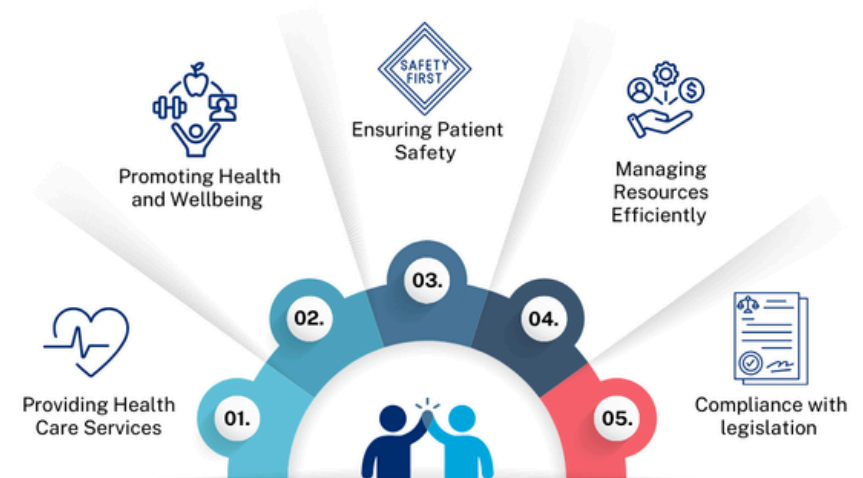 SAFETY
FIRST
Ensuring Patient
Safety
Promoting Health
and Wellbeing
Managing
Resources
Efficiently
03.
02.
04.
Providing Health
Care Services
01.
05.
Compliance with
legislation